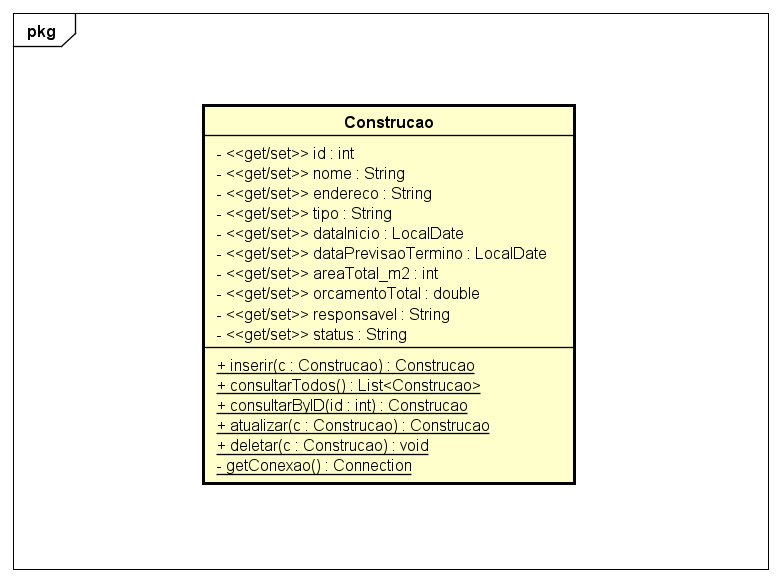 pkg
Construcao
- <<get/set>> id : int
- <<get/set>> nome : String
- <<get/set>> endereco : String
- <<get/set>> tipo : String
- <<get/set>> dataInicio : LocalDate
- <<get/set>> dataPrevisaoTermino : LocalDate
- <<get/set>> areaTotal_m2 : int
- <<get/set>> orcamentoTotal : double
- <<get/set>> responsavel : String
- <<get/set>> status : String
+ inserir(c : Construcao) : Construcao
+ consultarTodos() : List<Construcao>
+ consultarByID(id : int) : Construcao
+ atualizar(c : Construcao) : Construcao
+ deletar(c : Construcao) : void
- getConexao() : Connection